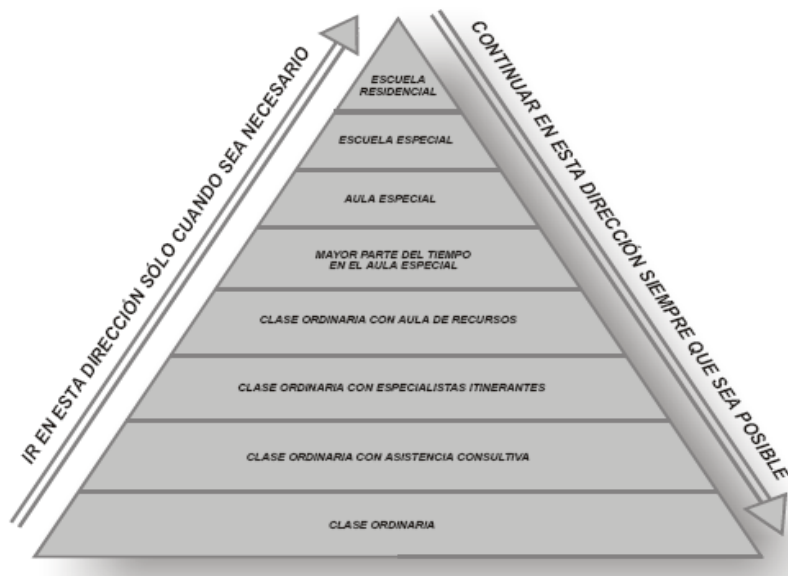 IR EN ESTA DIRECCIÓN SÓLO CUANDO SEA NECESARIO
CONTINUAR EN ESTA DIRECCIÓN SIEMPRE QUE SEA POSIBLE
ESCUELA
RESIDENCIAL
ESCUELA ESPECIAL
AULA ESPECIAL
MAYOR PARTE DEL TIEMPO
EN EL AULA ESPECIAL
CLASE ORDINARIA CON AULA DE RECURSOS
CLASE ORDINARIA CON ESPECIALISTAS ITINERANTES
CLASE ORDINARIA CON ASISTENCIA CONSULTIVA
CLASE ORDINARIA